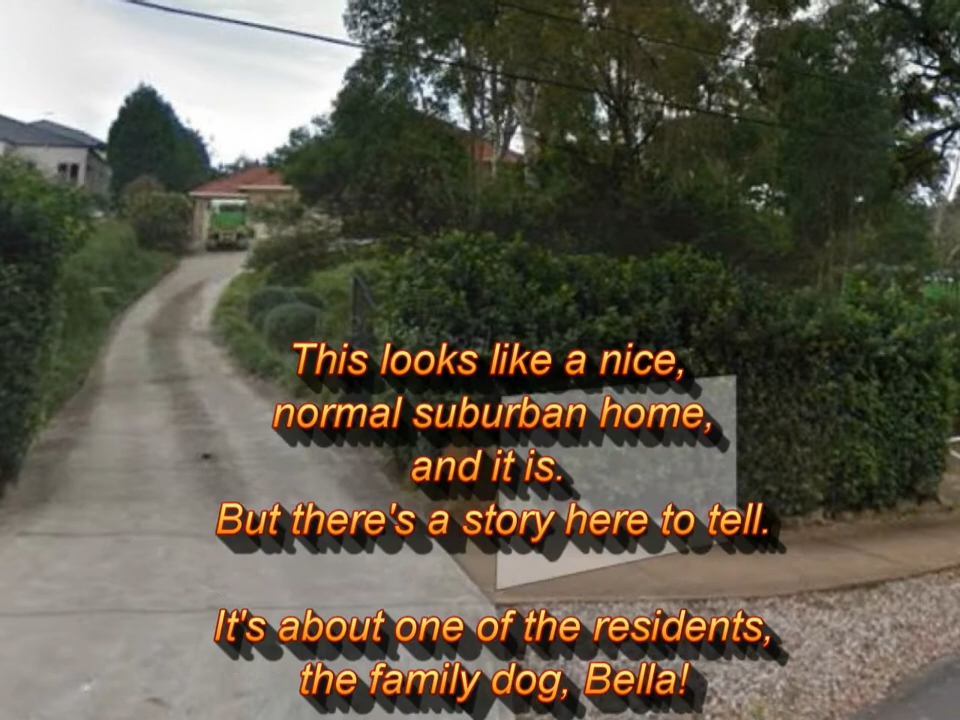 This looks like a nice,
normal suburban home,
and it is.
But there's a story here to tell.
It's about one of the residents,
the family dog, Bella!